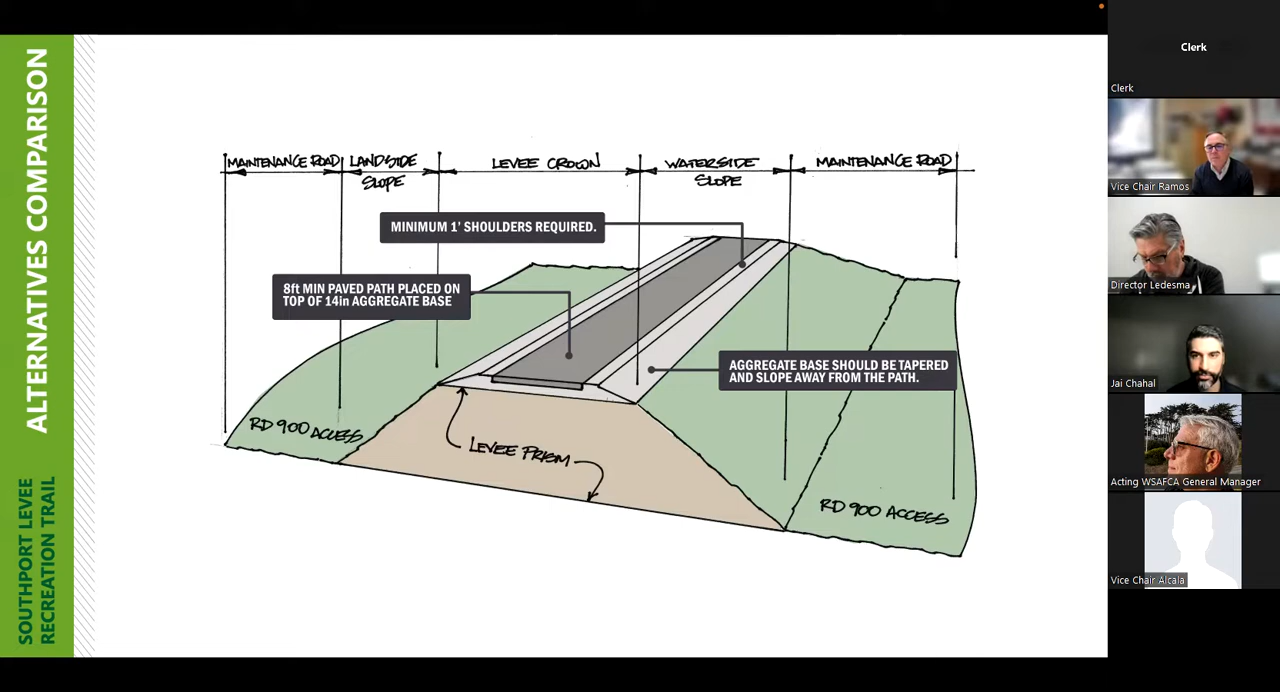 ALTERNATIVES COMPARISON
SOUTHPORT LEVEE
RECREATION TRAIL
MAINTENANCE ROAD
LANDSIDE
SLOPE
LEVEE CROWN
WATERSIDE
SLOPE
MAINTENANCE ROAD
MINIMUM 1' SHOULDERS REQUIRED.
8ft MIN PAVED PATH PLACED ON
TOP OF 14in AGGREGATE BASE
AGGREGATE BASE SHOULD BE TAPERED
AND SLOPE AWAY FROM THE PATH.
RD 900 ACCESS
LEVEE PRISM
RD 900 ACCESS
Clerk
Clerk
Vice Chair Ramos
Director Ledesma
Jai Chahal
Acting WSAFCA General Manager
Vice Chair Alcala